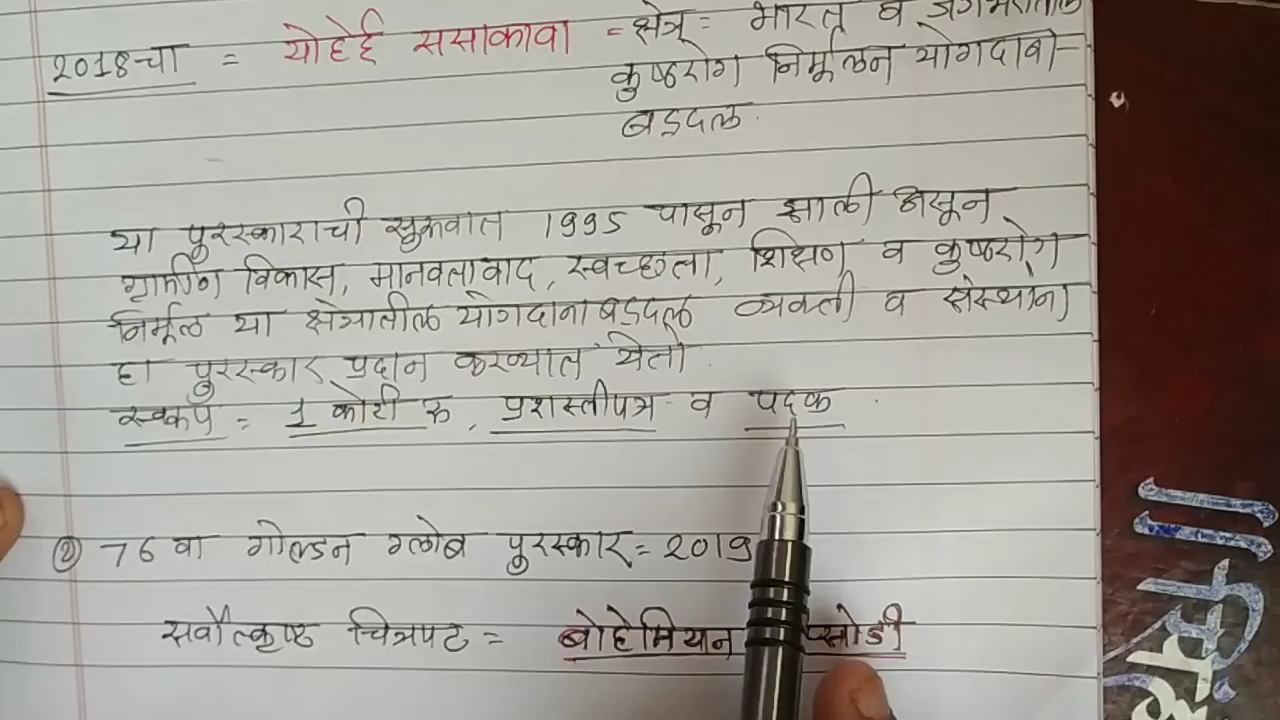 2018चा = योहेई ससाकावा = क्षेत्र = भारत व जगभरातील
कुष्ठरोग निर्मूलन योगदाना-
बद्दल.
या पुरस्काराची सुरुवात 1995 पासून झाली असून
ग्रामीण विकास, मानवतावाद, स्वच्छता, शिक्षण व कुष्ठरोग
निर्मूल या क्षेत्रातील योगदानाबद्दल व्यक्ती व संस्थांना
हा पुरस्कार प्रदान करण्यात येतो.
स्वरूप = 1 कोटी रु, प्रशस्तीपत्र व पदक.
② 76 वा गोल्डन ग्लोब पुरस्कार = 2019
सर्वोत्कृष्ठ चित्रपट = बोहेमियन प्सोडी